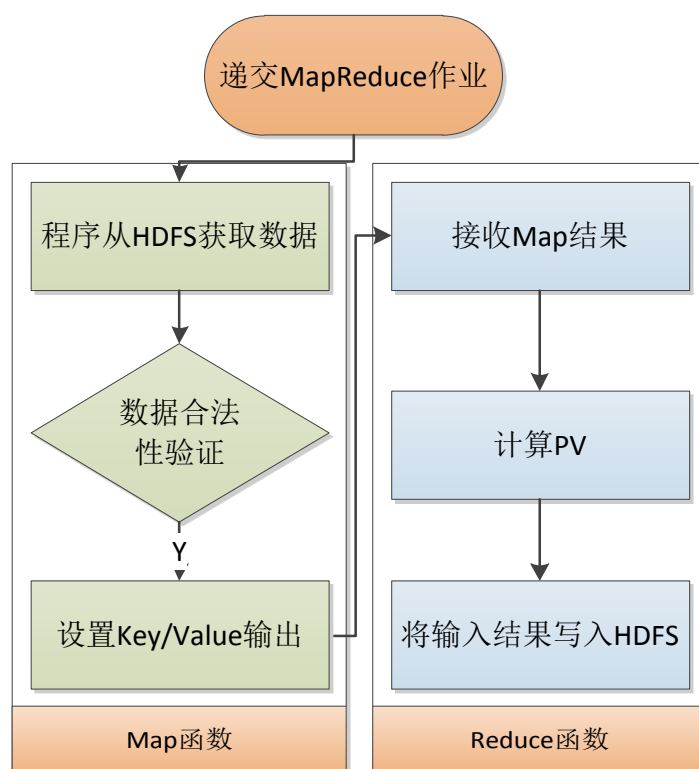 递交MapReduce作业
程序从HDFS获取数据
数据合法
性验证
Y
设置Key/Value输出
Map函数
接收Map结果
计算PV
将输入结果写入HDFS
Reduce函数